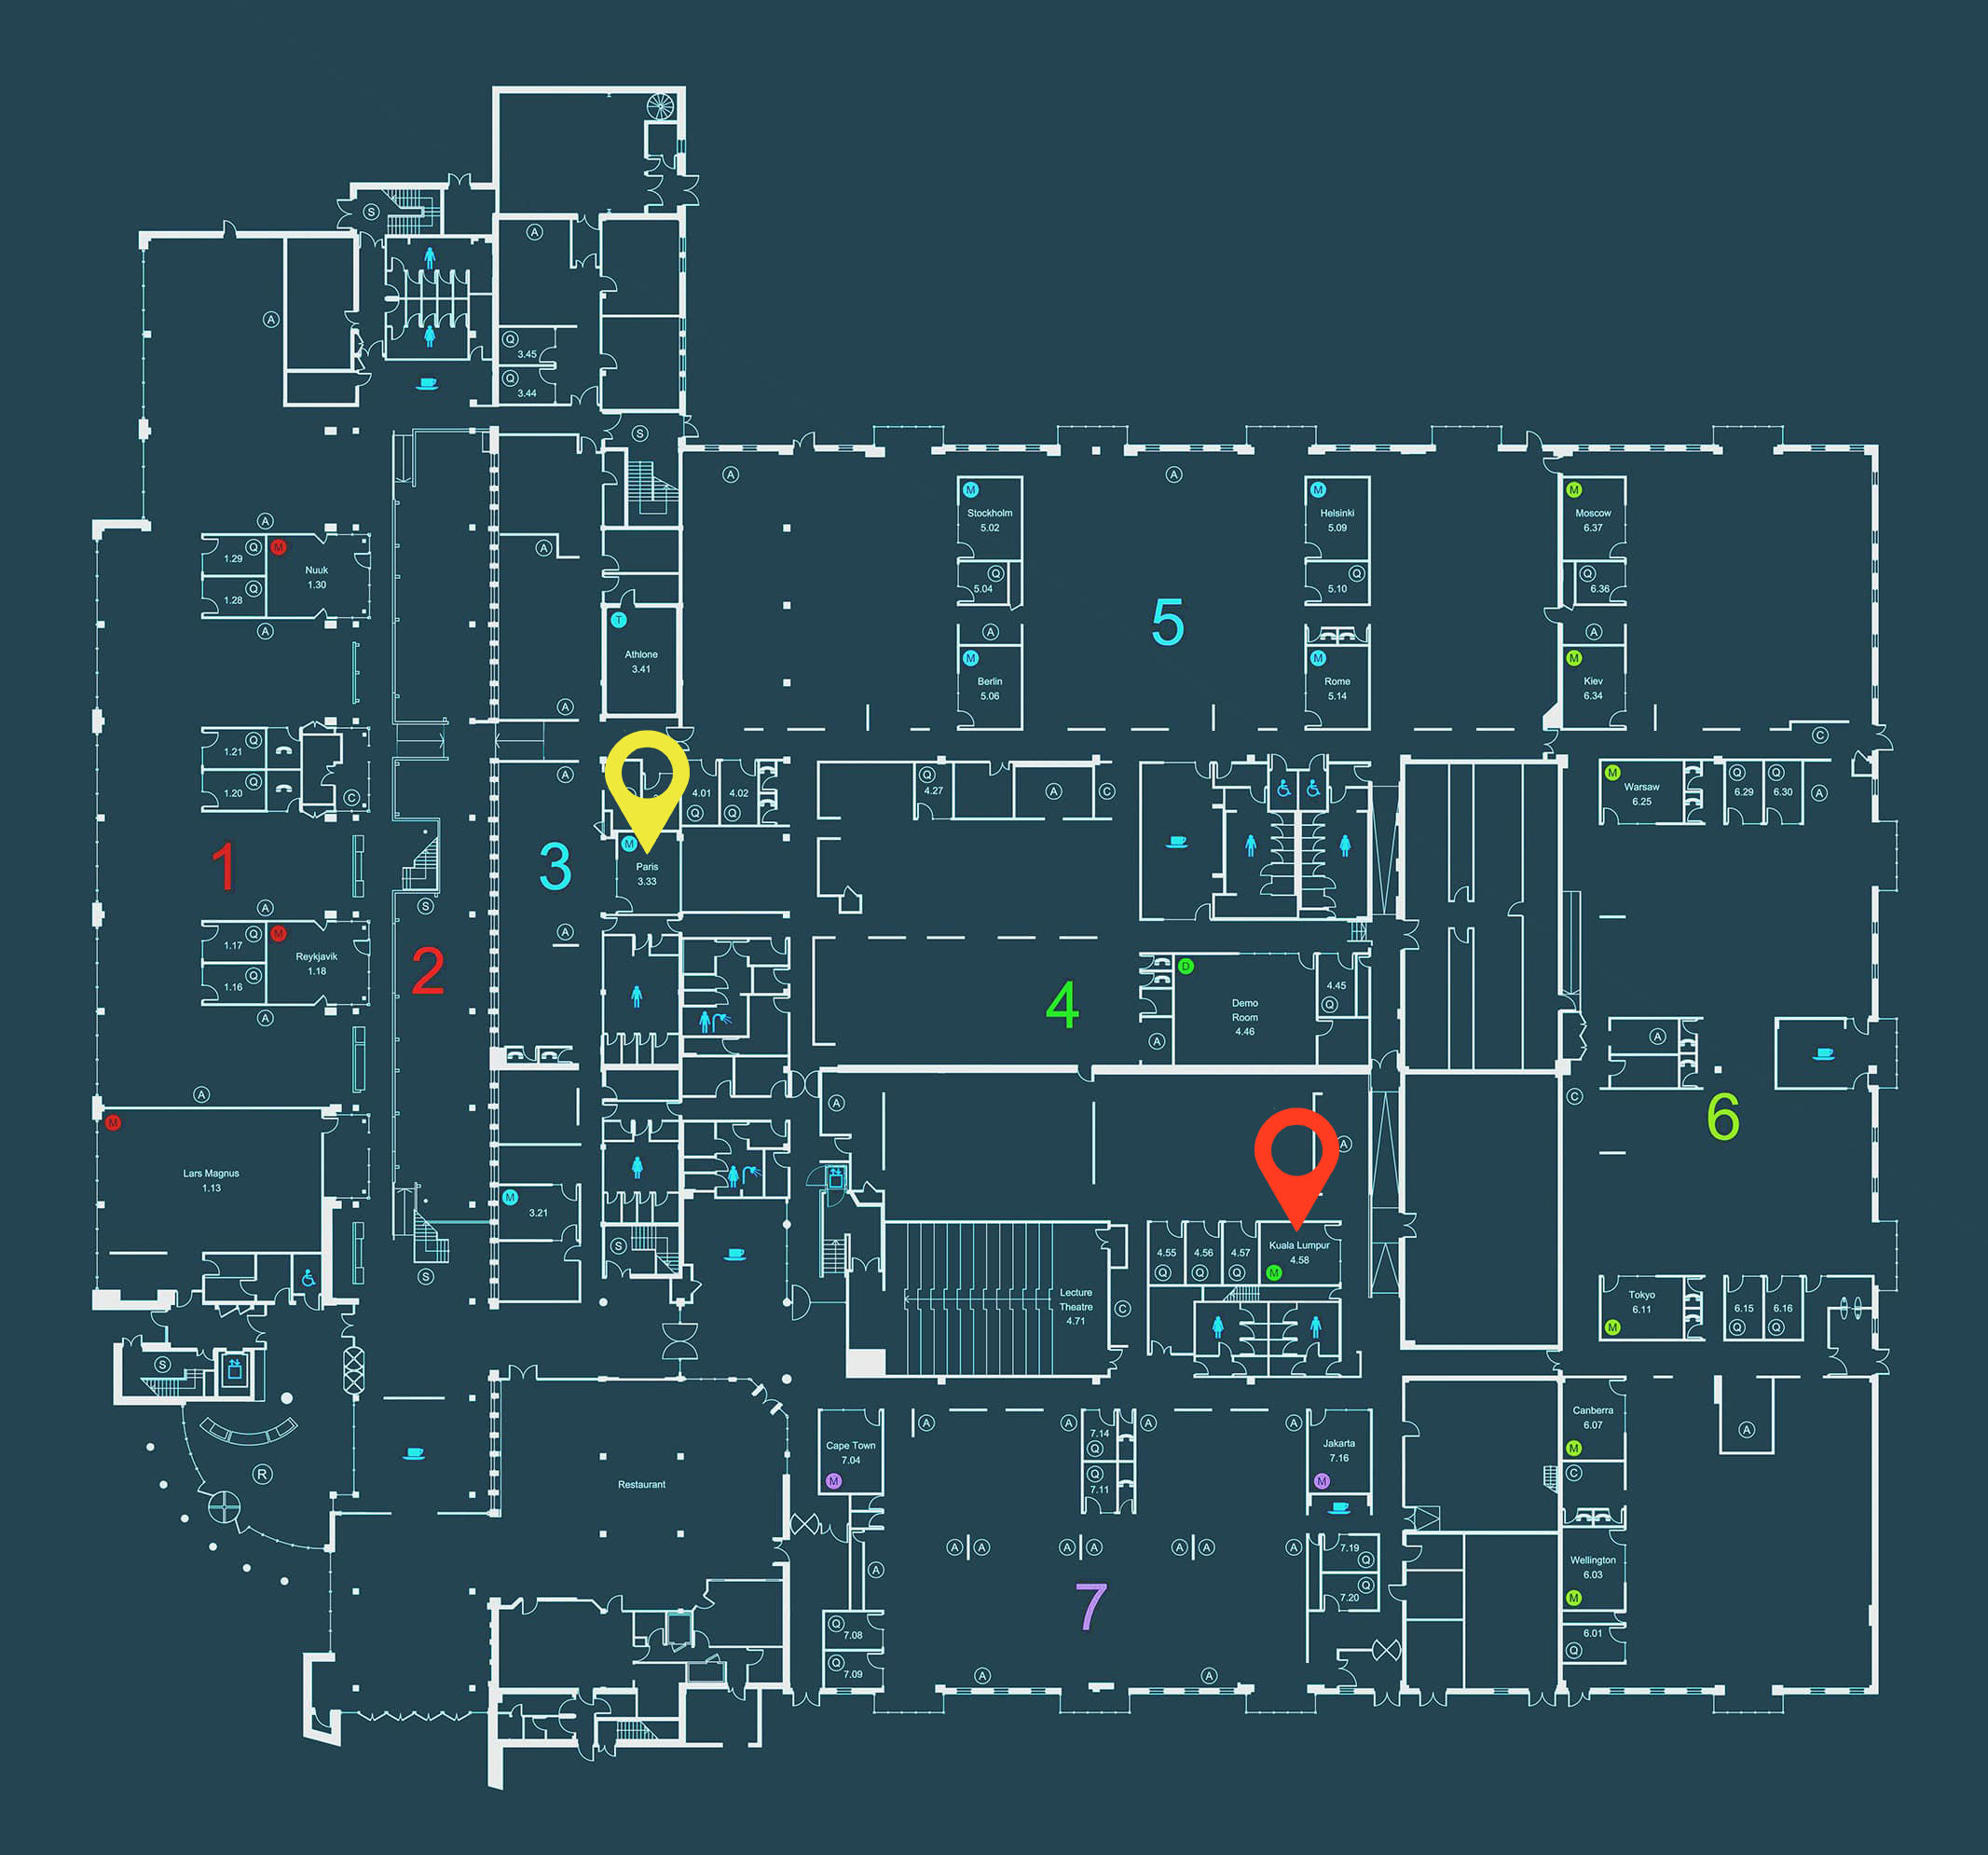 S
A
A
Q
3.45
Q
3.44
S
A
A
M
Stockholm
5.02
M
Helsinki
5.09
M
Moscow
6.37
A
1.29
Q
M
Nuuk
1.30
A
Q
5.04
Q
5.10
Q
6.36
1.28
Q
T
5
A
A
A
Athlone
3.41
M
Berlin
5.06
M
Rome
5.14
M
Kiev
6.34
A
1.21
Q
C
A
4.01
Q
4.02
Q
Q
4.27
A
C
M
Warsaw
6.25
Q
6.29
Q
6.30
A
1.20
Q
C
1
3
M
Paris
3.33
A
S
A
1.17
Q
M
Reykjavik
1.18
2
1.16
Q
4
D
Demo
Room
4.46
4.45
Q
A
A
A
A
A
C
6
M
Lars Magnus
1.13
A
M
3.21
S
S
4.55
Q
4.56
Q
4.57
Q
Kuala Lumpur
4.58
M
Lecture
Theatre
4.71
C
Tokyo
6.11
M
6.15
Q
6.16
Q
S
R
Restaurant
Cape Town
7.04
M
A
A
7.14
Q
A
A
Jakarta
7.16
M
Canberra
6.07
M
A
Q
7.11
C
A
A
A
A
A
A
A
7.19
Q
Wellington
6.03
M
A
Q
7.20
7
Q
7.08
Q
7.09
A
A
6.01
Q